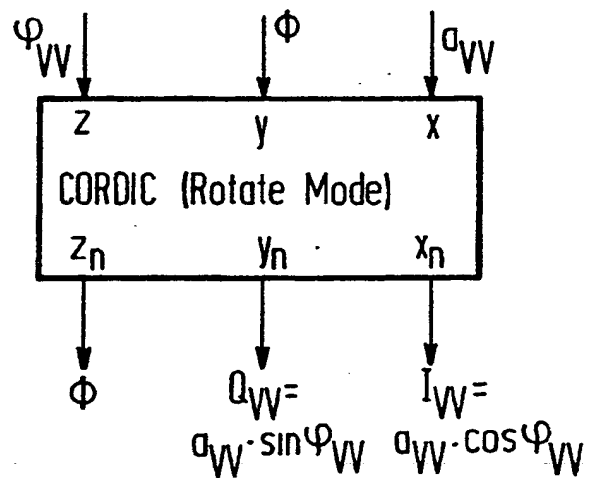 φVV Φ aVV
z y x
CORDIC (Rotate Mode)
zn yn xn
Φ QVV= IVV=
aVV·sinφVV aVV·cosφVV